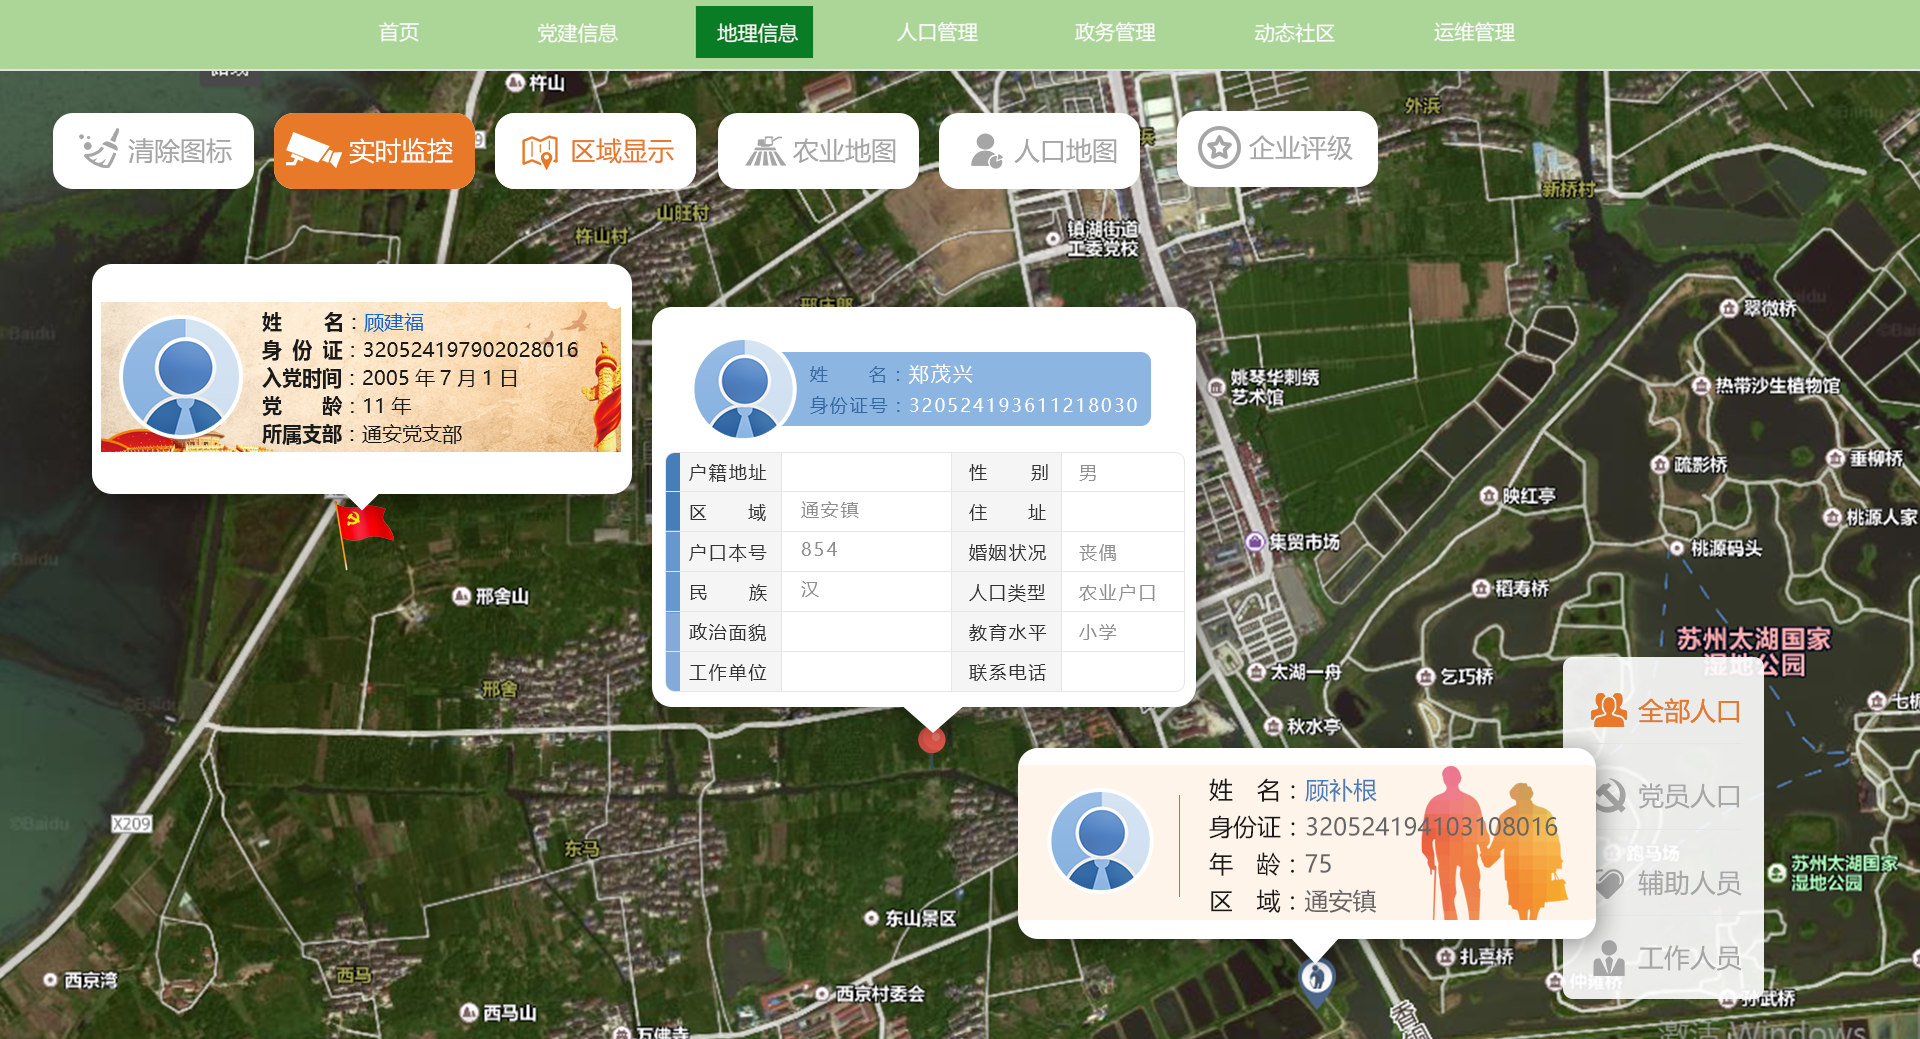 首页 党建信息 地理信息 人口管理 政务管理 动态社区 运维管理
杵山
外浜
清除图标 实时监控 区域显示 农业地图 人口地图 企业评级
新桥村
山旺村
杵山村
镇湖街道
工委党校
姓 名：顾建福
身 份 证：320524197902028016
入党时间：2005 年 7 月 1 日
党 龄：11 年
所属支部：通安党支部
翠微桥
姓 名：郑茂兴
身份证号：320524193611218030
姚琴华刺绣
艺术馆
热带沙生植物馆
户籍地址 性 别 男
区 域 通安镇 住 址
户口本号 854 婚姻状况 丧偶
民 族 汉 人口类型 农业户口
政治面貌 教育水平 小学
工作单位 联系电话
疏影桥
垂柳桥
映红亭
桃源人家
集贸市场
桃源码头
邢舍山
稻寿桥
苏州太湖国家
湿地公园
太湖一舟
乞巧桥
邢舍
秋水亭
全部人口
党员人口
辅助人员
工作人员
姓 名：顾补根
身份证：320524194103108016
年 龄：75
区 域：通安镇
X209
©Baidu
东马
跑马场
苏州太湖国家
湿地公园
东山景区
扎喜桥
西马
西京湾
仲雍桥
西京村委会
孙武桥
西马山
万佛寺
激活 Windows